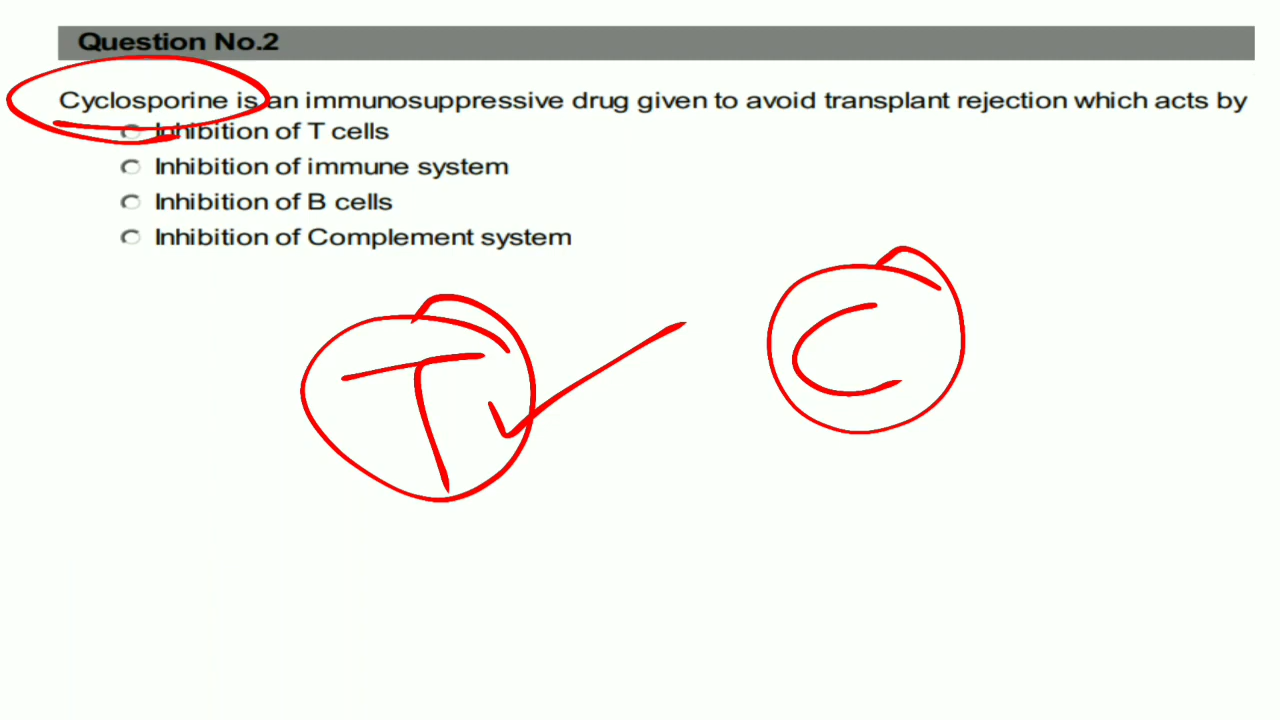 Question No.2
Cyclosporine is an immunosuppressive drug given to avoid transplant rejection which acts by
Inhibition of T cells
Inhibition of immune system
Inhibition of B cells
Inhibition of Complement system
T C